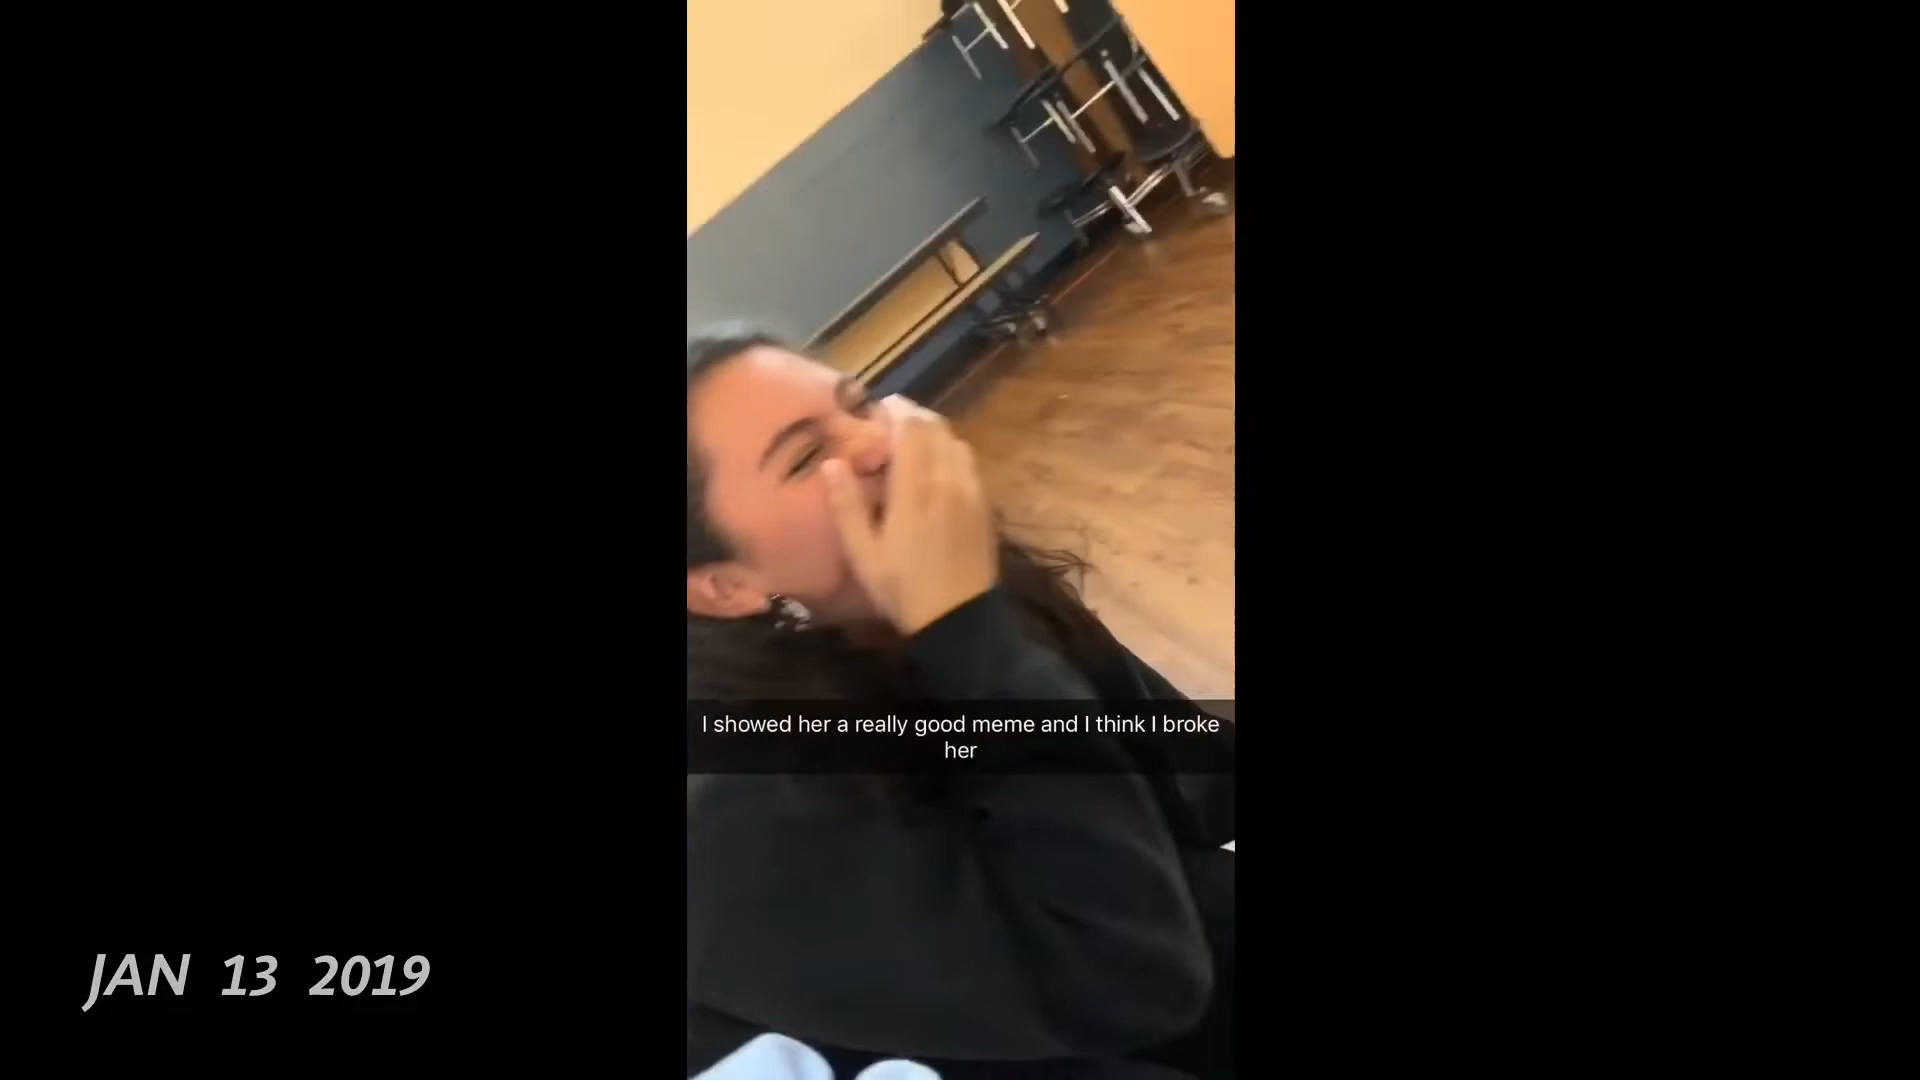 I showed her a really good meme and I think I broke
her
JAN 13 2019